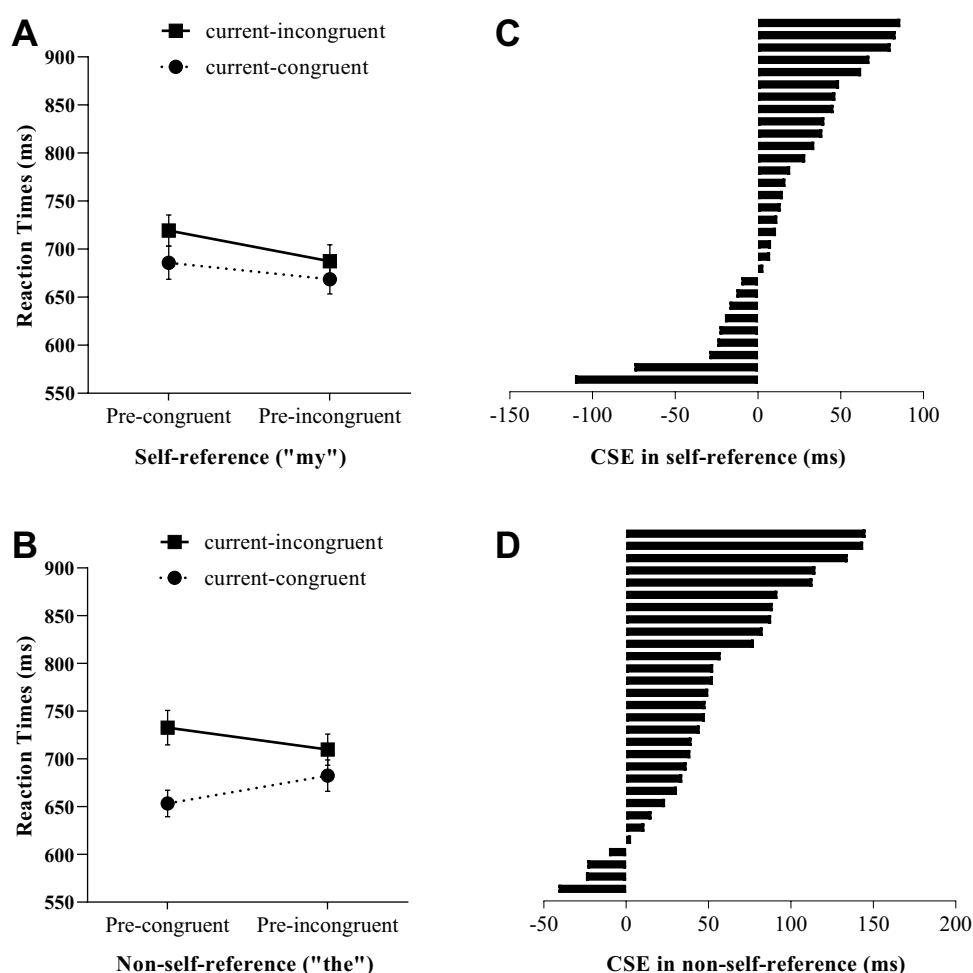 A
current-incongruent
current-congruent
Reaction Times (ms)
900
850
800
750
700
650
600
550
Pre-congruent
Pre-incongruent
Self-reference ("my")
C
-150
-100
-50
0
50
100
CSE in self-reference (ms)
B
current-incongruent
current-congruent
Reaction Times (ms)
900
850
800
750
700
650
600
550
Pre-congruent
Pre-incongruent
Non-self-reference ("the")
D
-50
0
50
100
150
200
CSE in non-self-reference (ms)